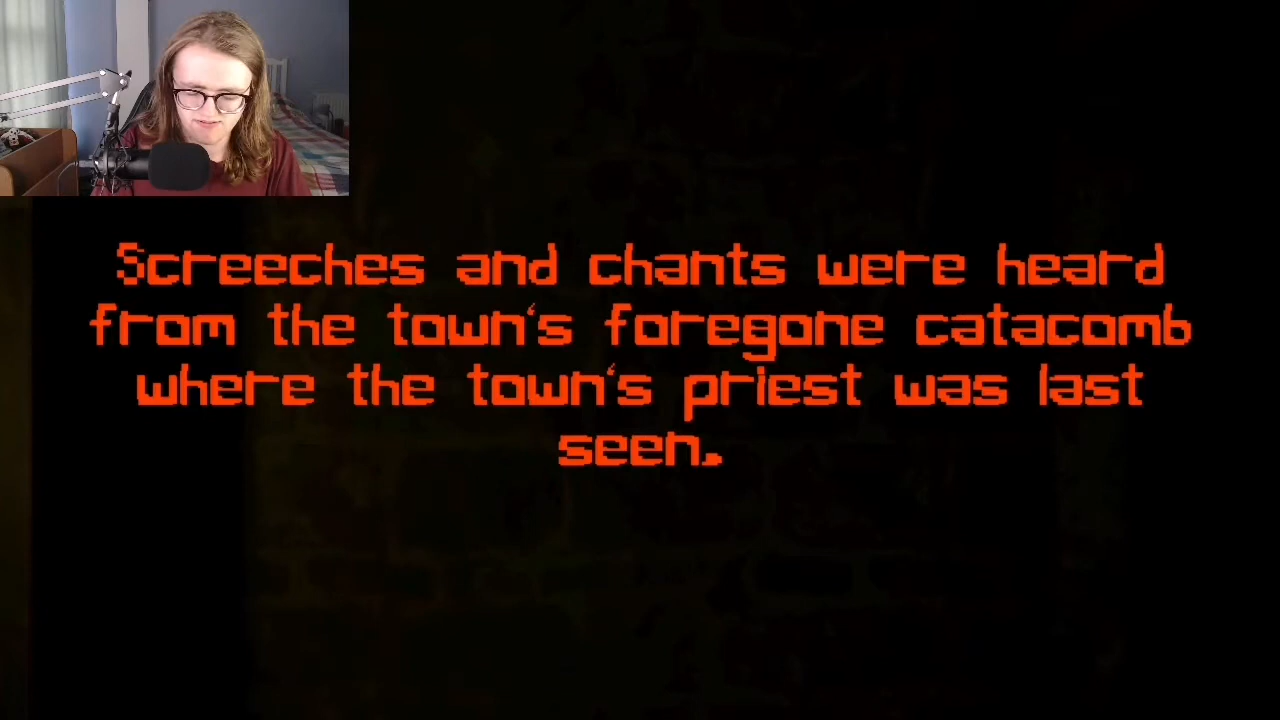 Screeches and chants were heard
from the town's foregone catacomb
where the town's priest was last
seen.